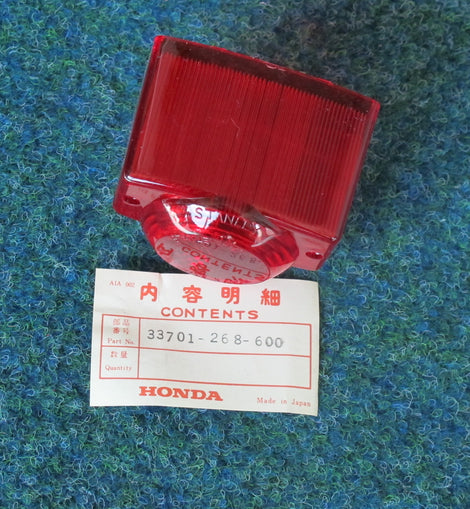 STANLEY
AIA 002
内容明細
CONTENTS
部品
番号
Part No.
33701-268-600
数量
Quantity
HONDA
Made in Japan